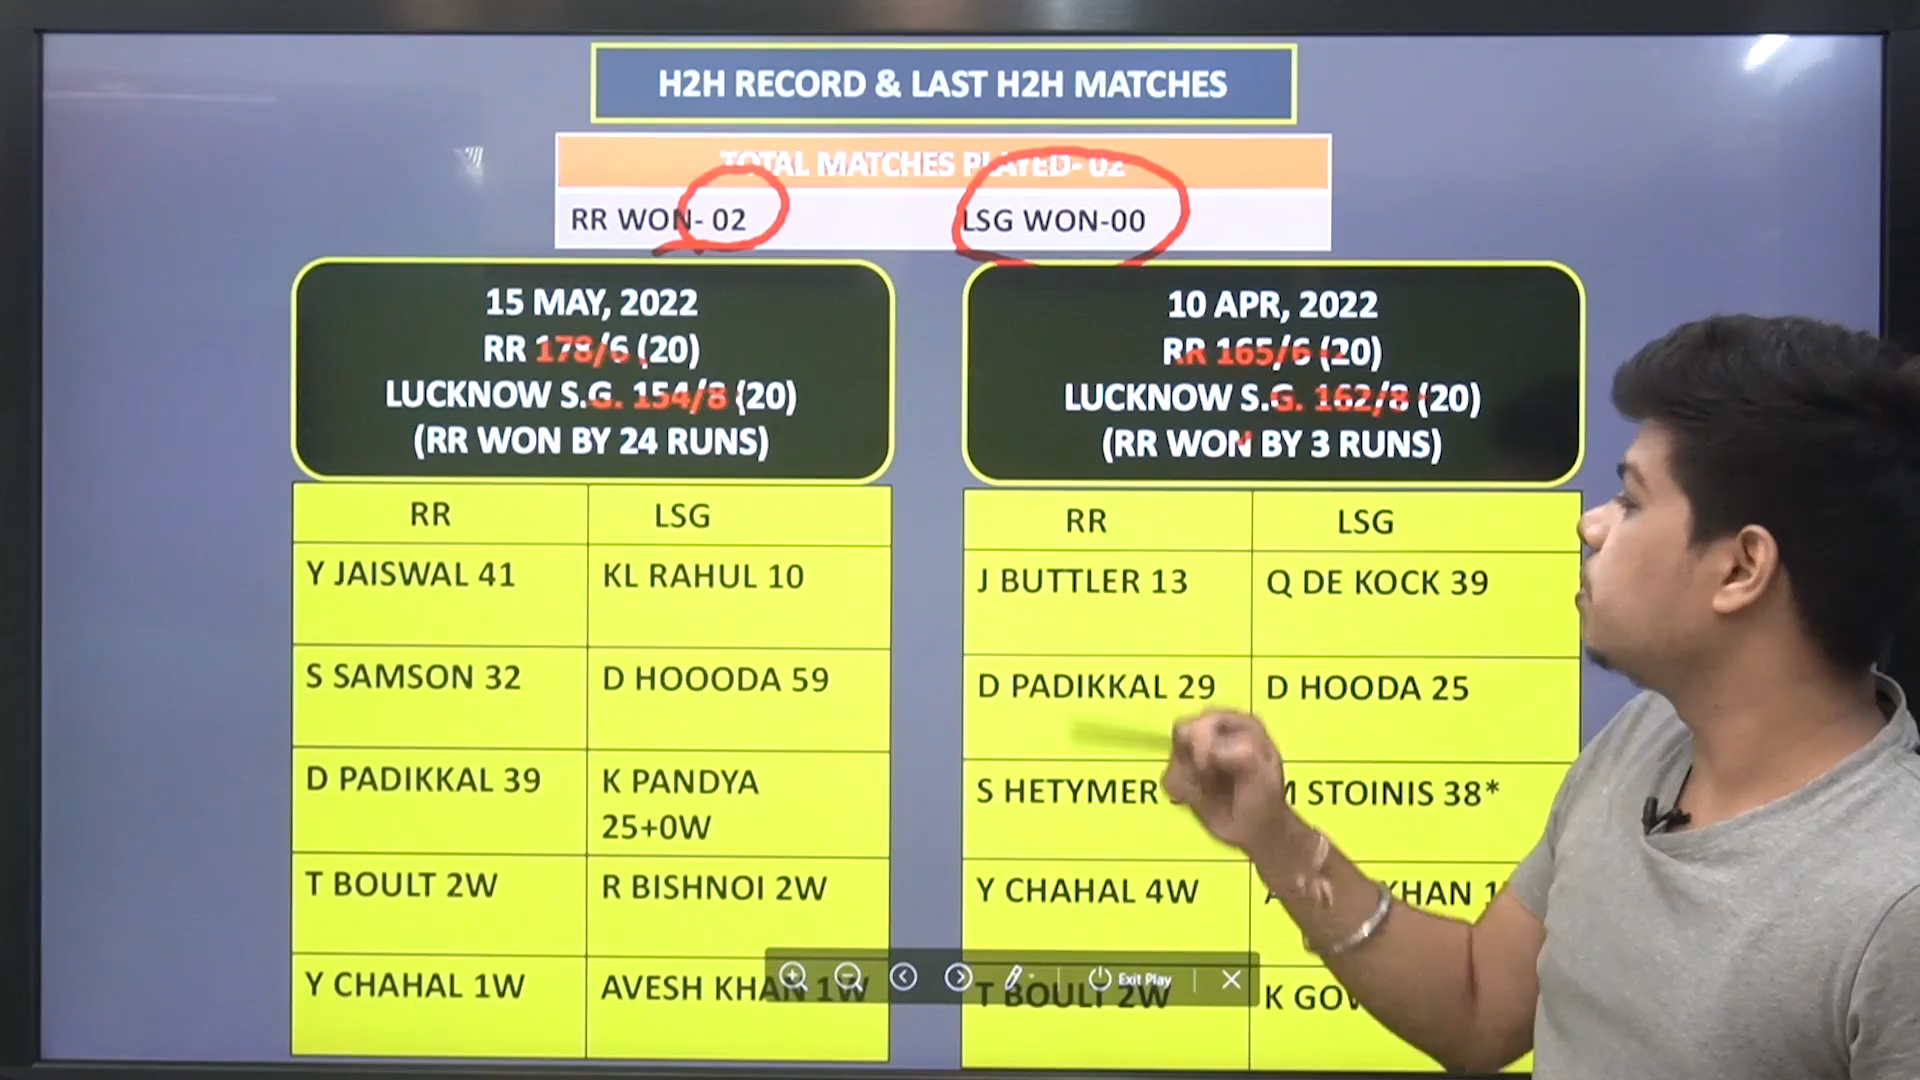 H2H RECORD & LAST H2H MATCHES
TOTAL MATCHES PLAYED- 02
RR WON- 02
LSG WON-00
15 MAY, 2022
RR 178/6 (20)
LUCKNOW S.G. 154/8 (20)
(RR WON BY 24 RUNS)
RR LSG
Y JAISWAL 41 KL RAHUL 10
S SAMSON 32 D HOOODA 59
D PADIKKAL 39 K PANDYA
25+0W
T BOULT 2W R BISHNOI 2W
Y CHAHAL 1W AVESH KHAN 1W
10 APR, 2022
RR 165/6 (20)
LUCKNOW S.G. 162/8 (20)
(RR WON BY 3 RUNS)
RR LSG
J BUTTLER 13 Q DE KOCK 39
D PADIKKAL 29 D HOODA 25
S HETYMER M STOINIS 38*
Y CHAHAL 4W KHAN
T BOULT 2W K
Exit Play